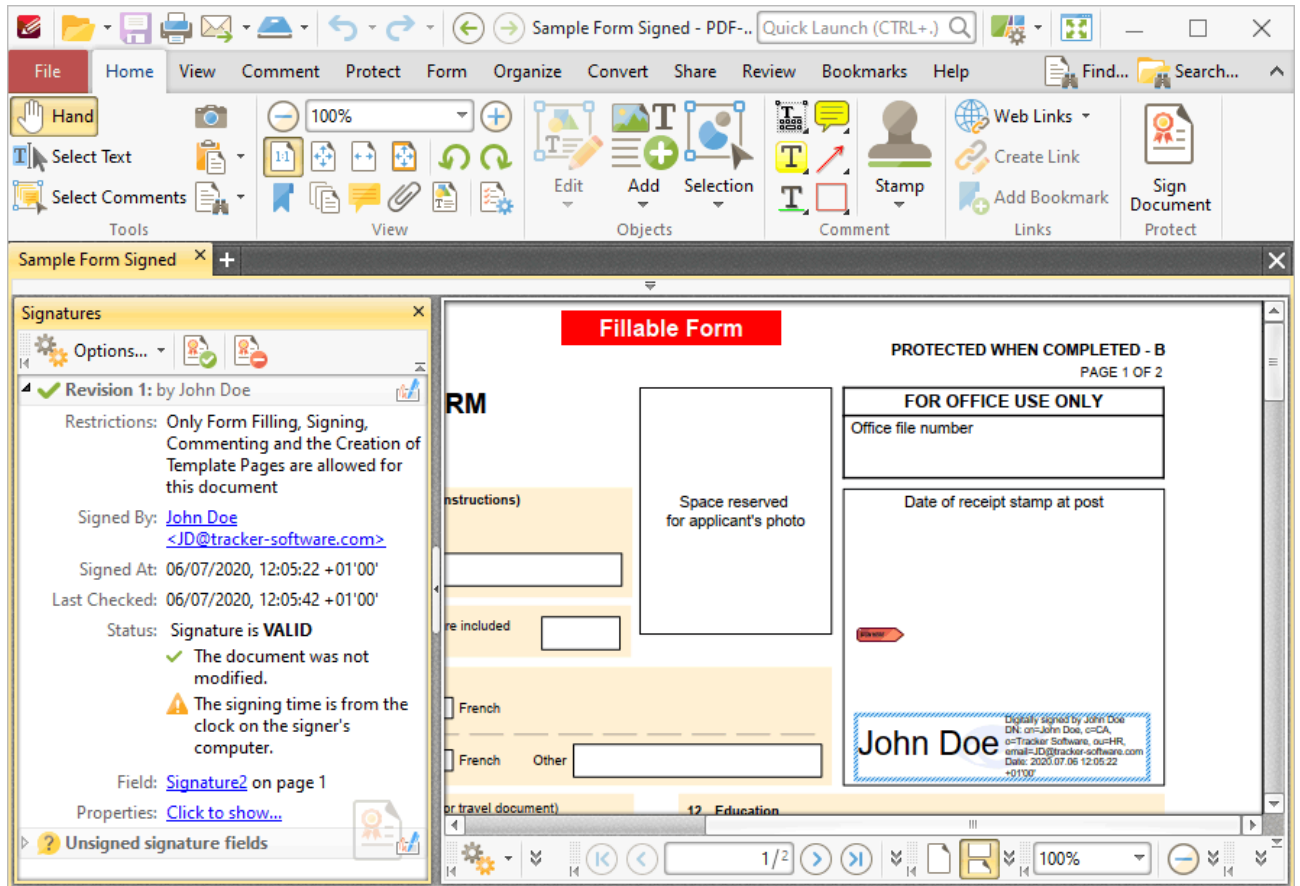 Sample Form Signed - PDF-..
Quick Launch (CTRL+.)
File Home View Comment Protect Form Organize Convert Share Review Bookmarks Help Find... Search...
Hand
100%
1:1
Select Text
Select Comments
Tools
View
Edit
Add
Selection
Objects
Stamp
Comment
Web Links
Create Link
Add Bookmark
Links
Sign
Document
Protect
Sample Form Signed
Signatures
Options...
Revision 1: by John Doe
Restrictions: Only Form Filling, Signing,
Commenting and the Creation of
Template Pages are allowed for
this document
Signed By: John Doe
<JD@tracker-software.com>
Signed At: 06/07/2020, 12:05:22 +01'00'
Last Checked: 06/07/2020, 12:05:42 +01'00'
Status: Signature is VALID
The document was not
modified.
The signing time is from the
clock on the signer's
computer.
Field: Signature2 on page 1
Properties: Click to show...
Unsigned signature fields
Fillable Form
PROTECTED WHEN COMPLETED - B
PAGE 1 OF 2
RM
FOR OFFICE USE ONLY
Office file number
nstructions)
Space reserved
for applicant's photo
Date of receipt stamp at post
re included
French
French
Other
John Doe
Digitally signed by John Doe
DN: cn=John Doe, c=CA,
o=Tracker Software, ou=HR,
email=JD@tracker-software.com
Date: 2020.07.06 12:05:22
+01'00'
or travel document)
12 Education
1/2
100%